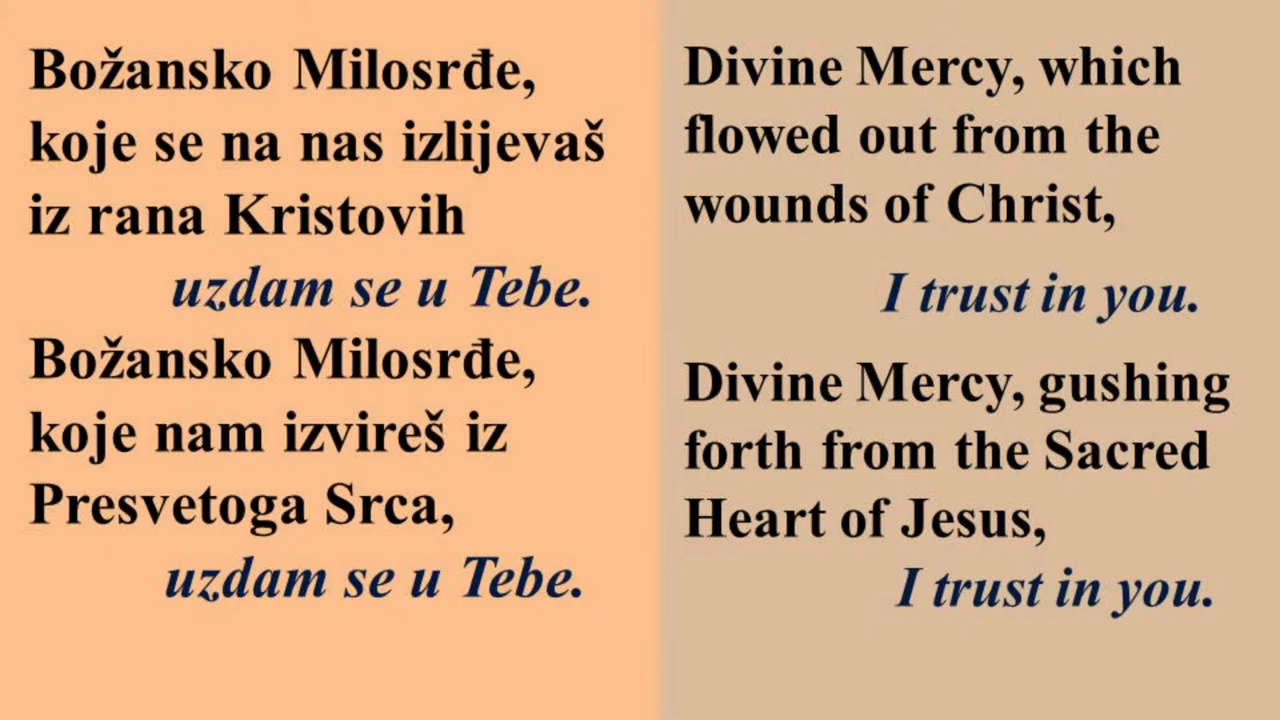 Božansko Milosrđe,
koje se na nas izlijevaš
iz rana Kristovih
uzdam se u Tebe.
Božansko Milosrđe,
koje nam izvireš iz
Presvetoga Srca,
uzdam se u Tebe.
Divine Mercy, which
flowed out from the
wounds of Christ,
I trust in you.
Divine Mercy, gushing
forth from the Sacred
Heart of Jesus,
I trust in you.